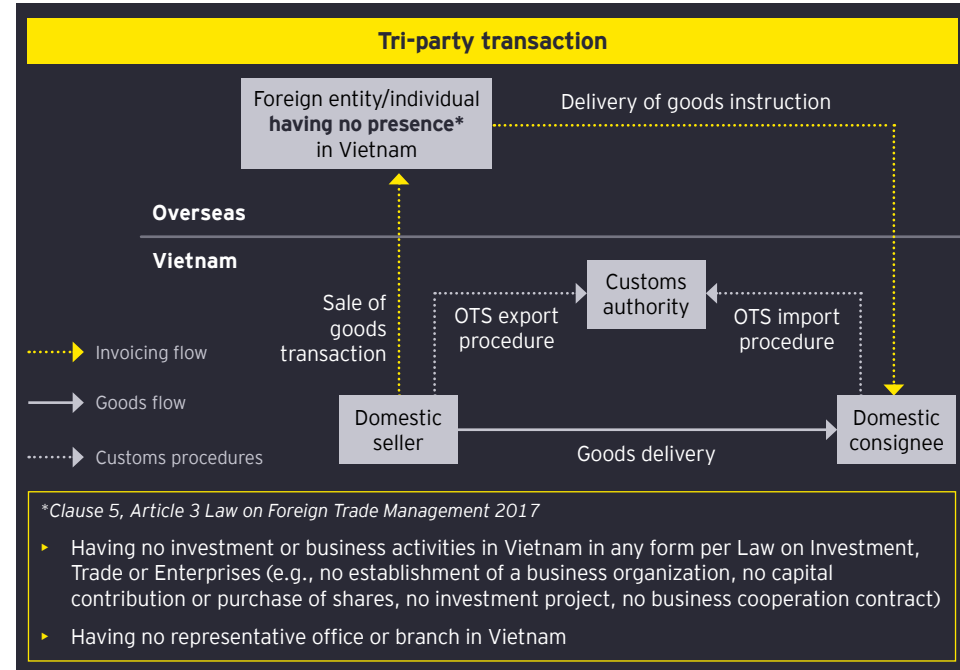 Tri-party transaction
Foreign entity/individual
having no presence*
in Vietnam
Delivery of goods instruction
Overseas
Vietnam
Sale of
goods
transaction
OTS export
procedure
Customs
authority
OTS import
procedure
Invoicing flow
Goods flow
Customs procedures
Domestic
seller
Goods delivery
Domestic
consignee
*Clause 5, Article 3 Law on Foreign Trade Management 2017
‣ Having no investment or business activities in Vietnam in any form per Law on Investment,
Trade or Enterprises (e.g., no establishment of a business organization, no capital
contribution or purchase of shares, no investment project, no business cooperation contract)
‣ Having no representative office or branch in Vietnam